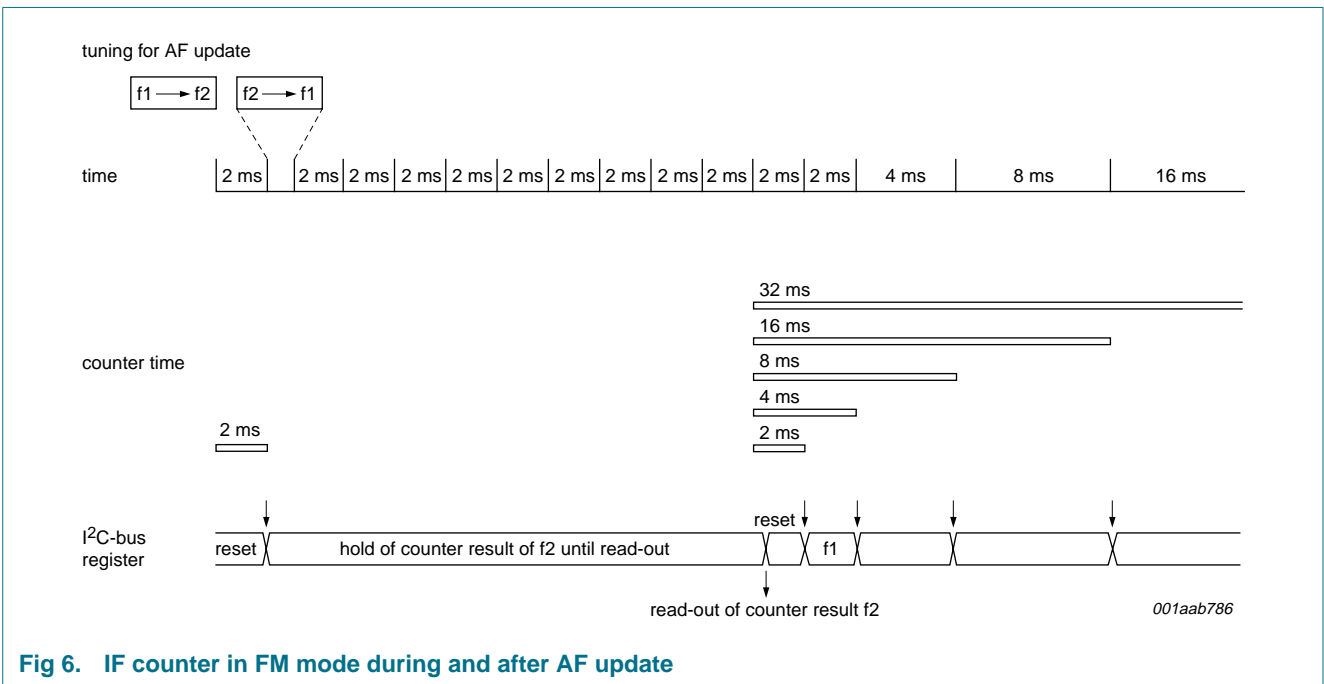 tuning for AF update
f1 → f2 f2 → f1
time 2 ms 2 ms 2 ms 2 ms 2 ms 2 ms 2 ms 2 ms 2 ms 2 ms 2 ms 2 ms 4 ms 8 ms 16 ms
32 ms
16 ms
counter time
8 ms
4 ms
2 ms 2 ms
reset
I²C-bus
register
reset hold of counter result of f2 until read-out f1
read-out of counter result f2
001aab786
Fig 6. IF counter in FM mode during and after AF update